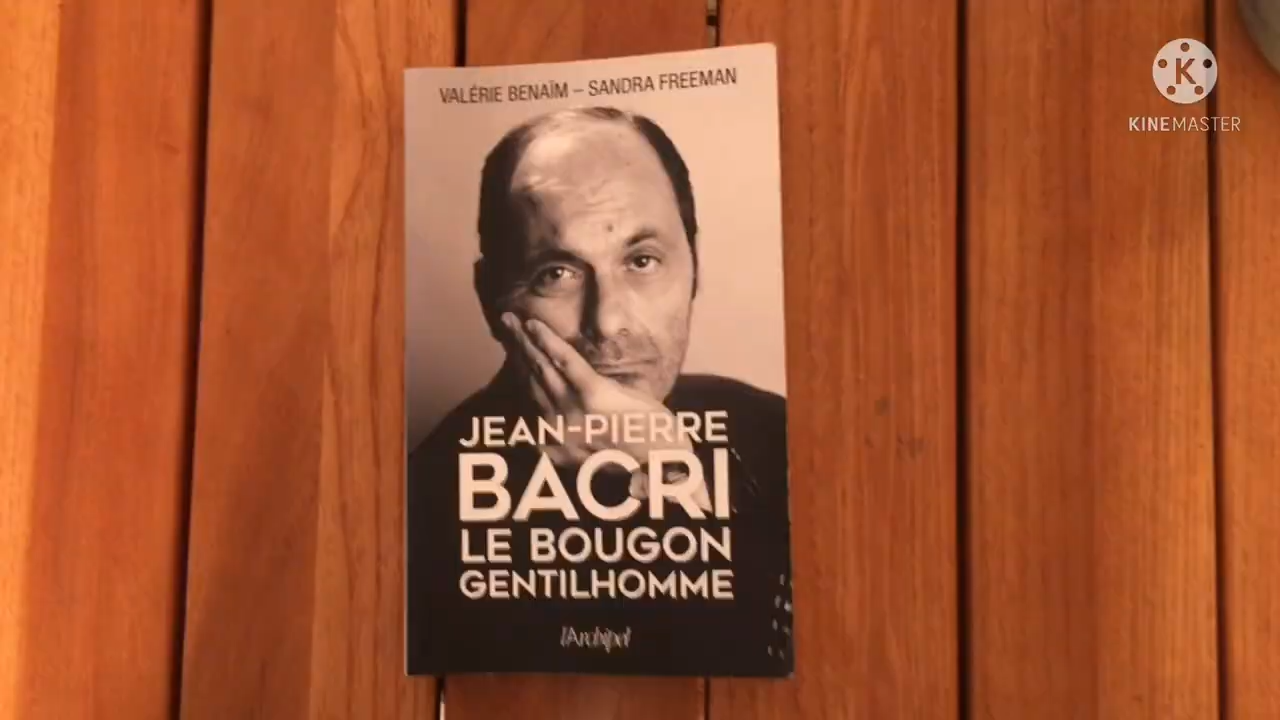 VALÉRIE BENAÏM – SANDRA FREEMAN
JEAN-PIERRE
BACRI
LE BOUGON
GENTILHOMME
l'Archipel
K
KINEMASTER